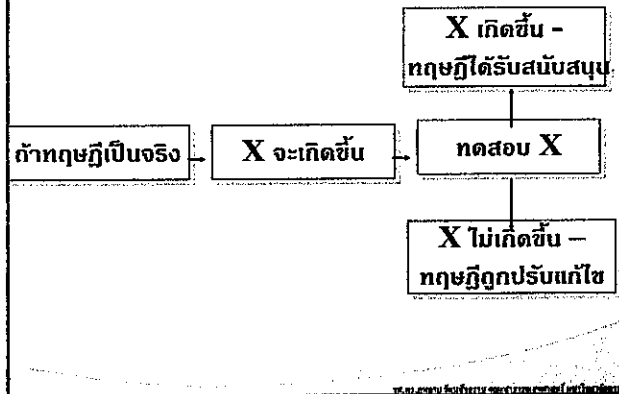 X เกิดขึ้น -
ทฤษฎีได้รับสนับสนุน
ถ้าทฤษฎีเป็นจริง
X จะเกิดขึ้น
ทดสอบ X
X ไม่เกิดขึ้น –
ทฤษฎีถูกปรับแก้ไข